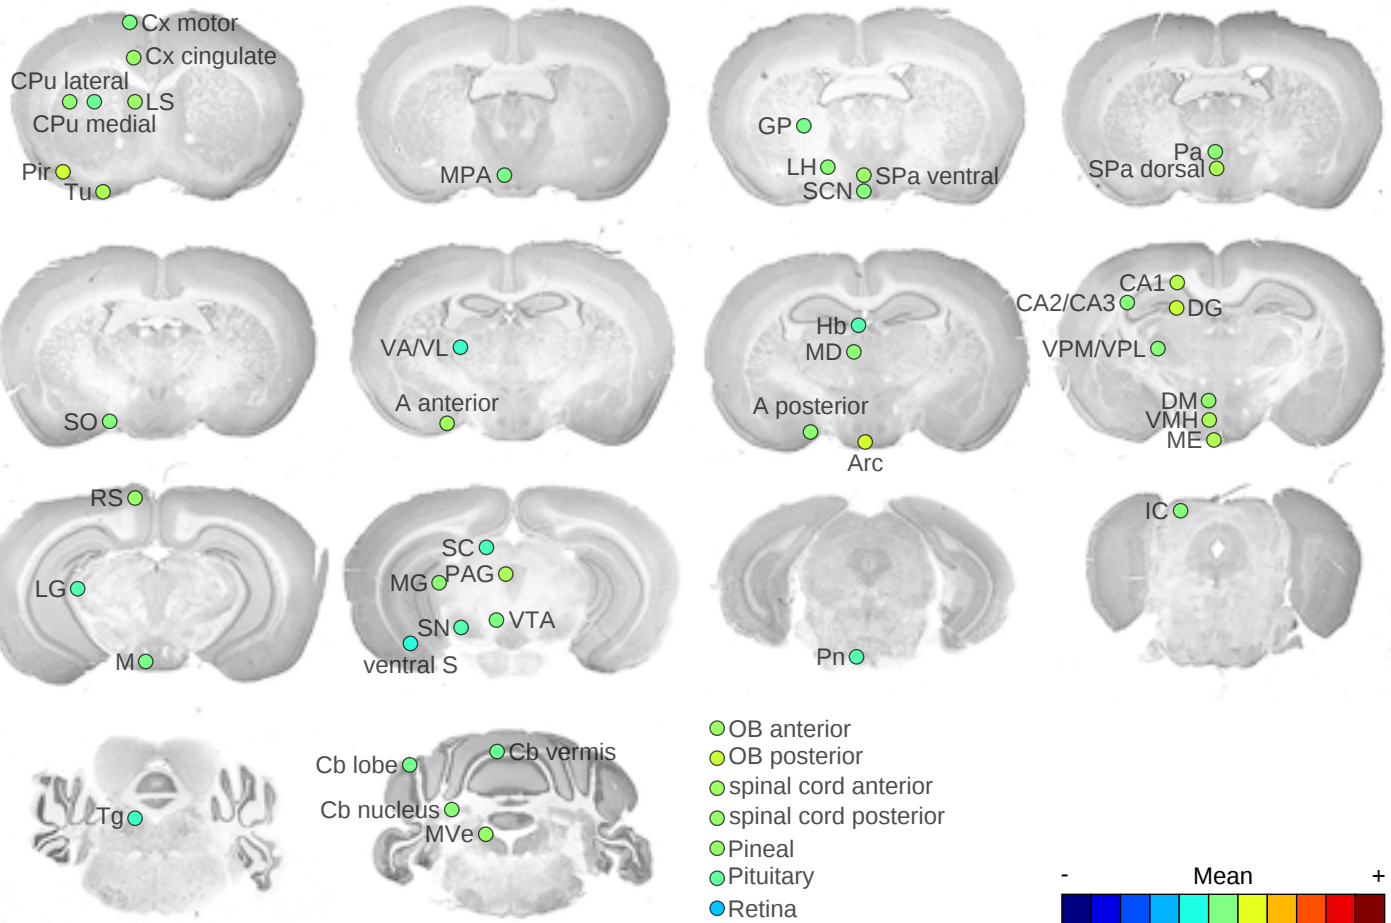 Cx motor
Cx cingulate
CPu lateral
LS
CPu medial
Pir
Tu
MPA
GP
LH
SPa ventral
SCN
Pa
SPa dorsal
SO
VA/VL
A anterior
Hb
MD
A posterior
Arc
CA1
CA2/CA3
DG
VPM/VPL
DM
VMH
ME
RS
LG
M
SC
MG
PAG
SN
VTA
ventral S
Pn
IC
Tg
Cb lobe
Cb vermis
Cb nucleus
MVe
OB anterior
OB posterior
spinal cord anterior
spinal cord posterior
Pineal
Pituitary
Retina
- Mean +